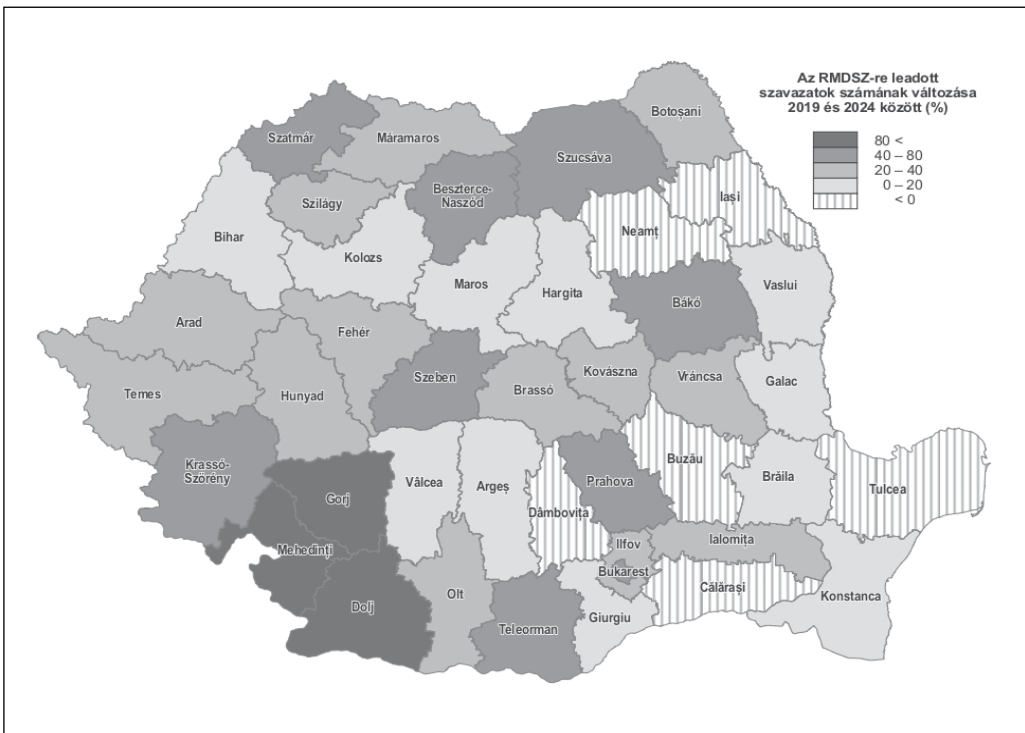 Az RMDSZ-re leadott
szavazatok számának változása
2019 és 2024 között (%)
80 <
40 – 80
20 – 40
0 – 20
< 0
Botoșani
Szatmár
Máramaros
Szucsáva
Beszterce-
Naszód
Iași
Szilágy
Neamț
Bihar
Kolozs
Maros
Hargita
Vaslui
Bákó
Arad
Fehér
Kovászna
Vráncsa
Galac
Szeben
Brassó
Temes
Hunyad
Krassó-
Szörény
Buzău
Brăila
Tulcea
Gorj
Vâlcea
Argeș
Prahova
Dâmbovița
Ilfov
Ialomița
Mehedinți
Bukarest
Călărași
Konstanca
Dolj
Olt
Giurgiu
Teleorman